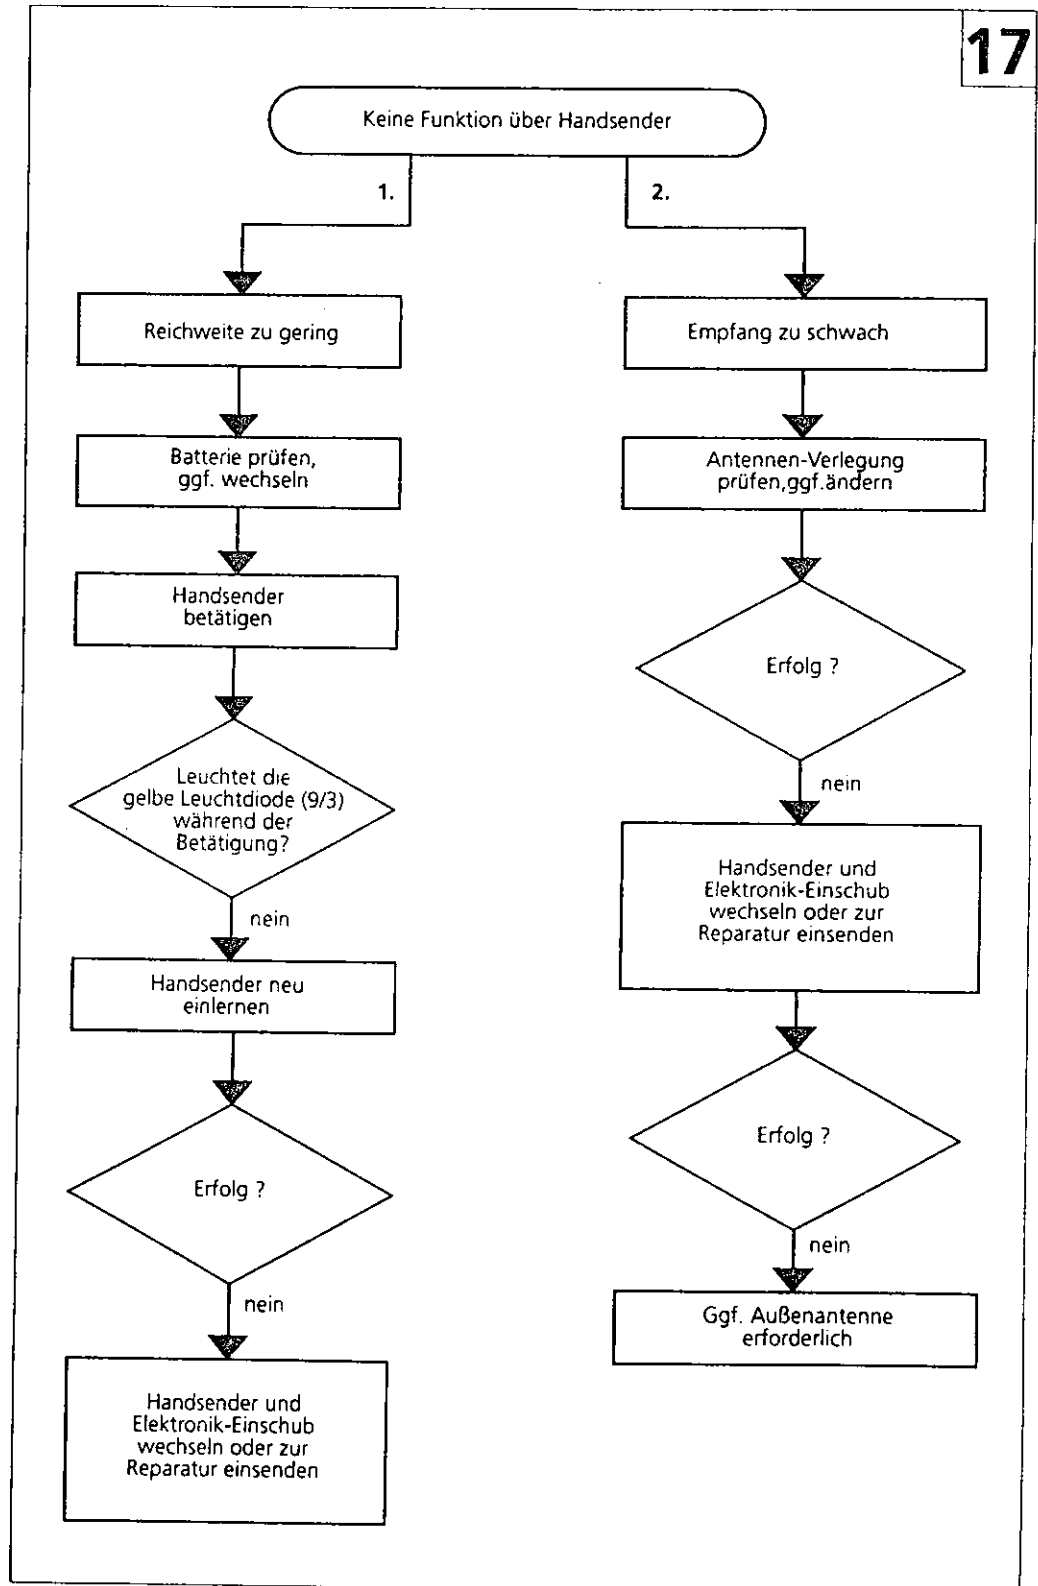 17
Keine Funktion über Handsender
1.
2.
Reichweite zu gering
Batterie prüfen,
ggf. wechseln
Handsender
betätigen
Leuchtet die
gelbe Leuchtdiode (9/3)
während der
Betätigung?
nein
Handsender neu
einlernen
Erfolg ?
nein
Handsender und
Elektronik-Einschub
wechseln oder zur
Reparatur einsenden
Empfang zu schwach
Antennen-Verlegung
prüfen,ggf.ändern
Erfolg ?
nein
Handsender und
Elektronik-Einschub
wechseln oder zur
Reparatur einsenden
Erfolg ?
nein
Ggf. Außenantenne
erforderlich